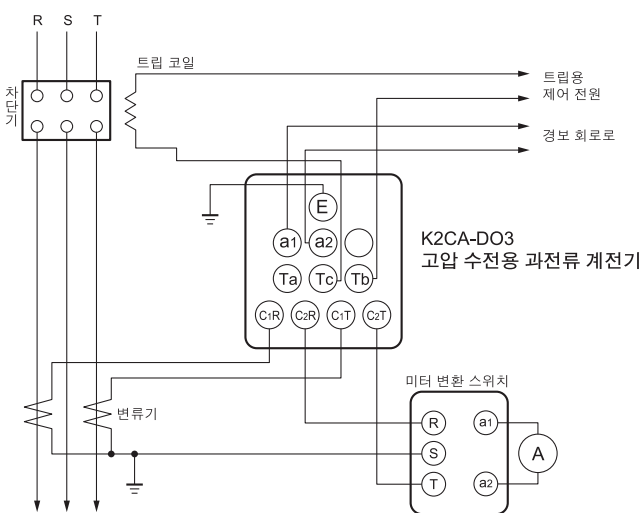 R S T
트립 코일
차단기
트립용
제어 전원
경보 회로로
E
a1 a2
Ta Tc Tb
C1R C2R C1T C2T
K2CA-DO3
고압 수전용 과전류 계전기
변류기
미터 변환 스위치
R a1
S
T a2
A